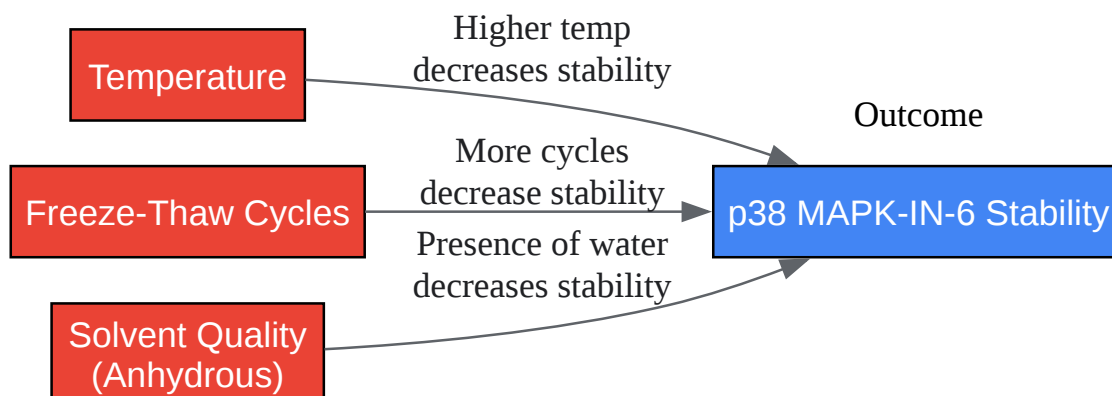 Temperature
Higher temp
decreases stability
Outcome
Freeze-Thaw Cycles
More cycles
decrease stability
p38 MAPK-IN-6 Stability
Presence of water
decreases stability
Solvent Quality
(Anhydrous)